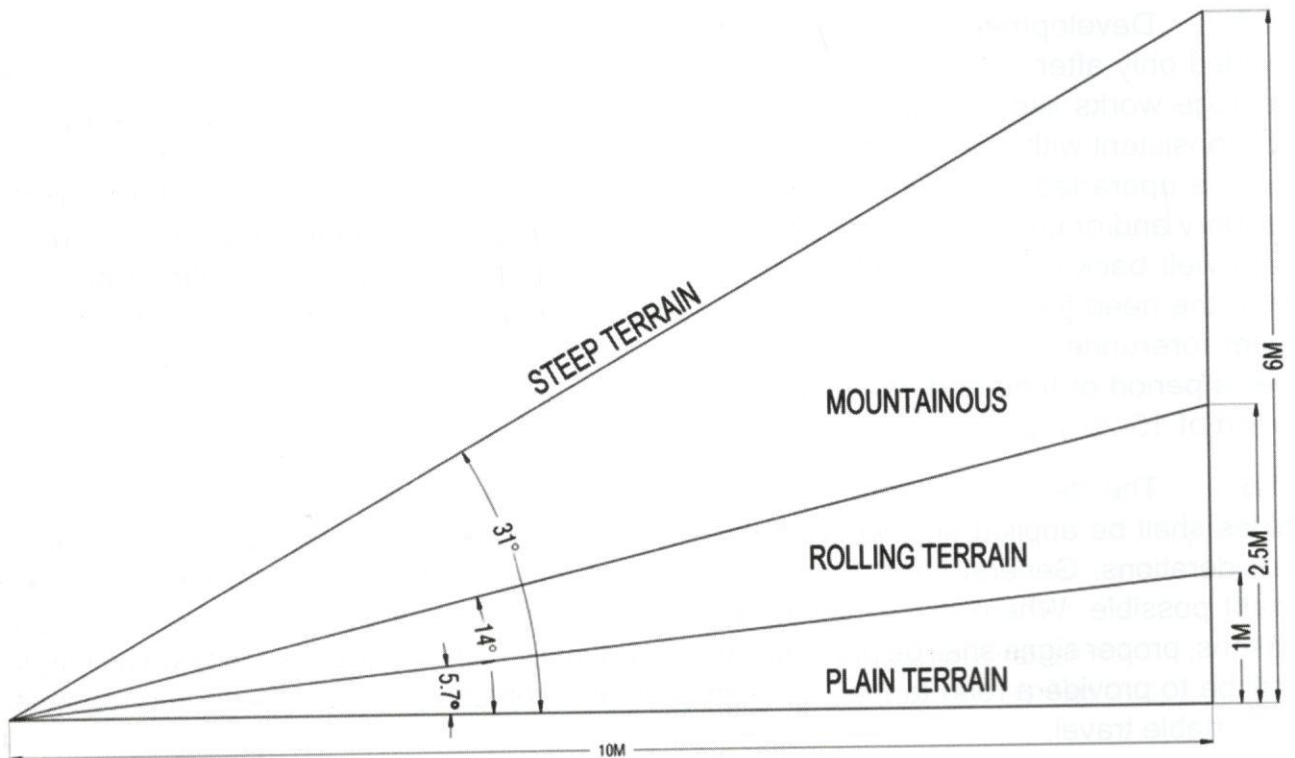 STEEP TERRAIN
6M
MOUNTAINOUS
31°
ROLLING TERRAIN
2.5M
14°
1M
5.7°
PLAIN TERRAIN
10M